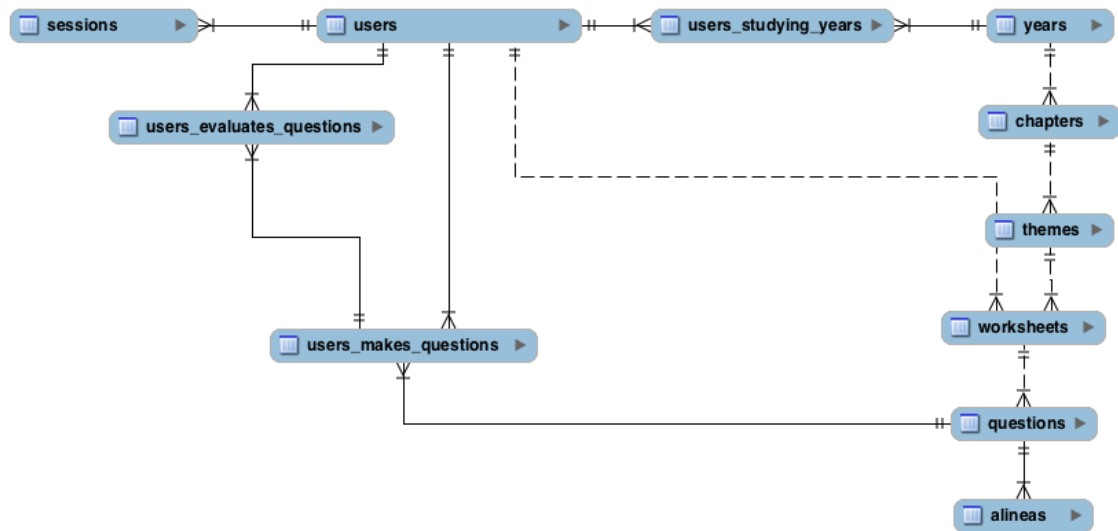 sessions
users
users_studying_years
years
users_evaluates_questions
chapters
themes
worksheets
users_makes_questions
questions
alineas